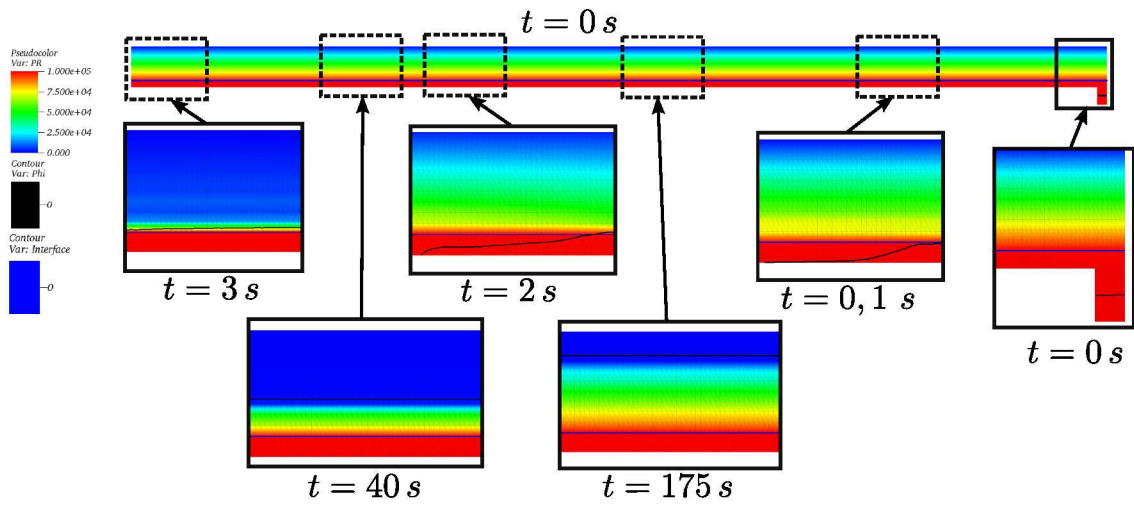 t = 0 s
Pseudocolor
Var: PR
1.000e+05
7.500e+04
5.000e+04
2.500e+04
0.000
Contour
Var: Phi
0
Contour
Var: Interface
0
t = 3 s
t = 2 s
t = 0, 1 s
t = 0 s
t = 40 s
t = 175 s